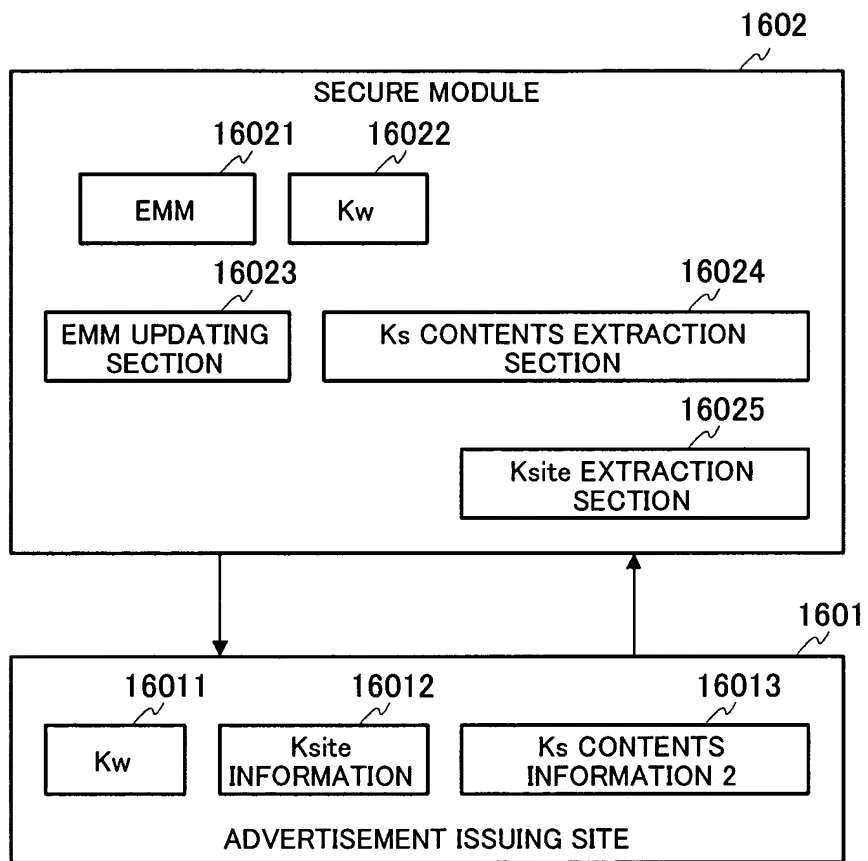 1602
SECURE MODULE
16021
16022
EMM
Kw
16023
16024
EMM UPDATING
SECTION
Ks CONTENTS EXTRACTION
SECTION
16025
Ksite EXTRACTION
SECTION
1601
16011
16012
16013
Kw
Ksite
INFORMATION
Ks CONTENTS
INFORMATION 2
ADVERTISEMENT ISSUING SITE